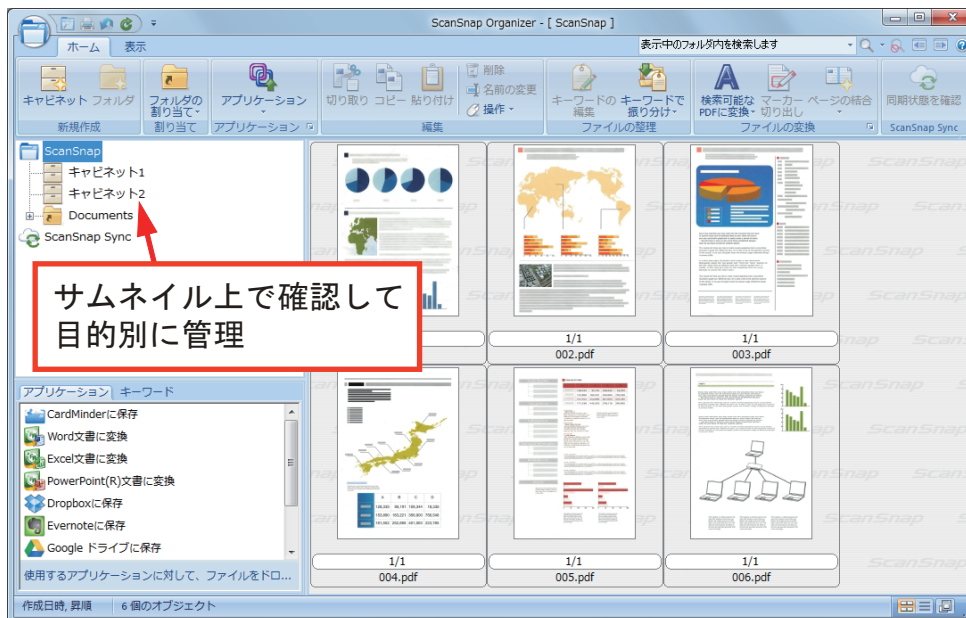 ScanSnap Organizer - [ ScanSnap ]
ホーム 表示
表示中のフォルダ内を検索します
キャビネット フォルダ
新規作成
フォルダの
割り当て
割り当て
アプリケーション
アプリケーション
切り取り コピー 貼り付け
削除
名前の変更
操作
編集
キーワードの
編集
キーワードで
振り分け
ファイルの整理
検索可能な
PDFに変換
マーカー
切り出し
ページの結合
ファイルの変換
同期状態を確認
ScanSnap Sync
ScanSnap
キャビネット1
キャビネット2
Documents
ScanSnap Sync
サムネイル上で確認して
目的別に管理
アプリケーション キーワード
CardMinderに保存
Word文書に変換
Excel文書に変換
PowerPoint(R)文書に変換
Dropboxに保存
Evernoteに保存
Google ドライブに保存
使用するアプリケーションに対して、ファイルをドロ...
1/1
002.pdf
1/1
003.pdf
1/1
004.pdf
1/1
005.pdf
1/1
006.pdf
作成日時, 昇順 6 個のオブジェクト